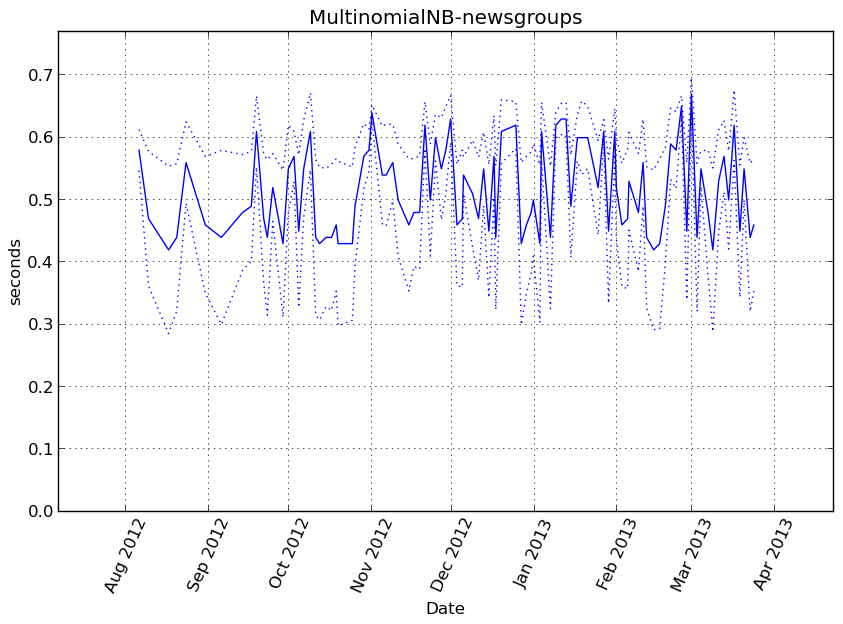 MultinomialNB-newsgroups
0.7
0.6
0.5
0.4
0.3
0.2
0.1
0.0
seconds
Aug 2012
Sep 2012
Oct 2012
Nov 2012
Dec 2012
Jan 2013
Feb 2013
Mar 2013
Apr 2013
Date